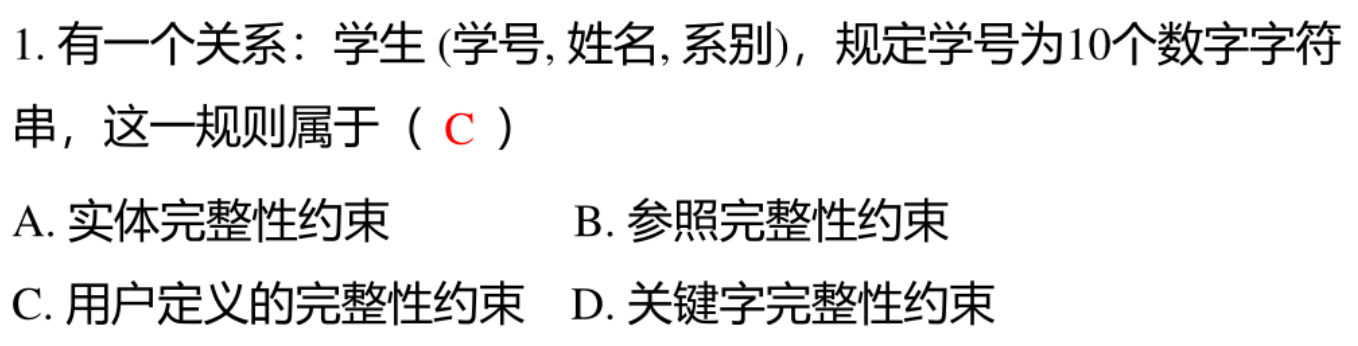 1. 有一个关系：学生 (学号, 姓名, 系别)，规定学号为10个数字字符
串，这一规则属于（ C ）
A. 实体完整性约束 B. 参照完整性约束
C. 用户定义的完整性约束 D. 关键字完整性约束